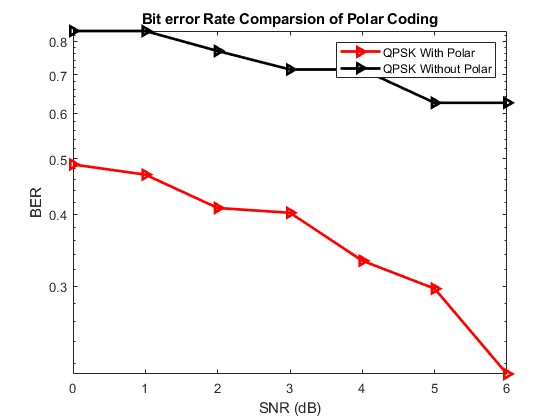 Bit error Rate Comparsion of Polar Coding
QPSK With Polar
QPSK Without Polar
BER
0.8
0.7
0.6
0.5
0.4
0.3
0 1 2 3 4 5 6
SNR (dB)